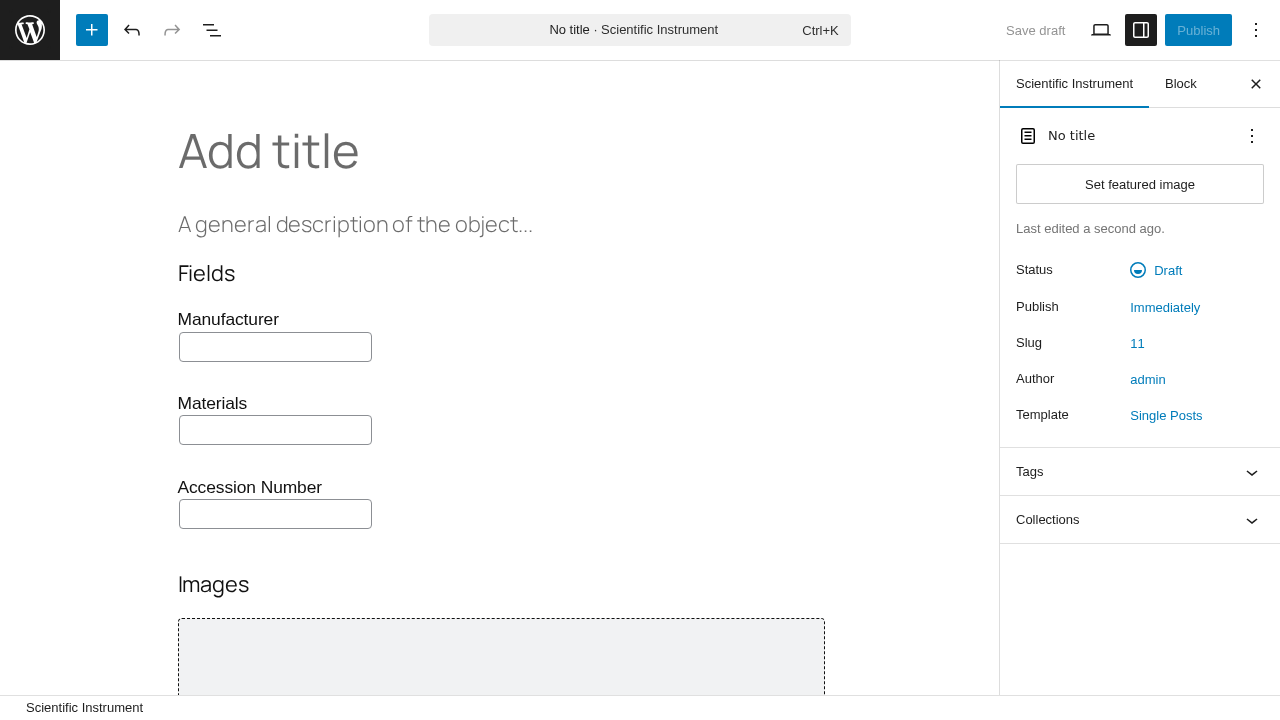 No title · Scientific Instrument
Ctrl+K
Save draft
Publish
Scientific Instrument
Block
No title
Set featured image
Last edited a second ago.
Status
Draft
Publish
Immediately
Slug
11
Author
admin
Template
Single Posts
Tags
Collections
Add title
A general description of the object...
Fields
Manufacturer
Materials
Accession Number
Images
Scientific Instrument